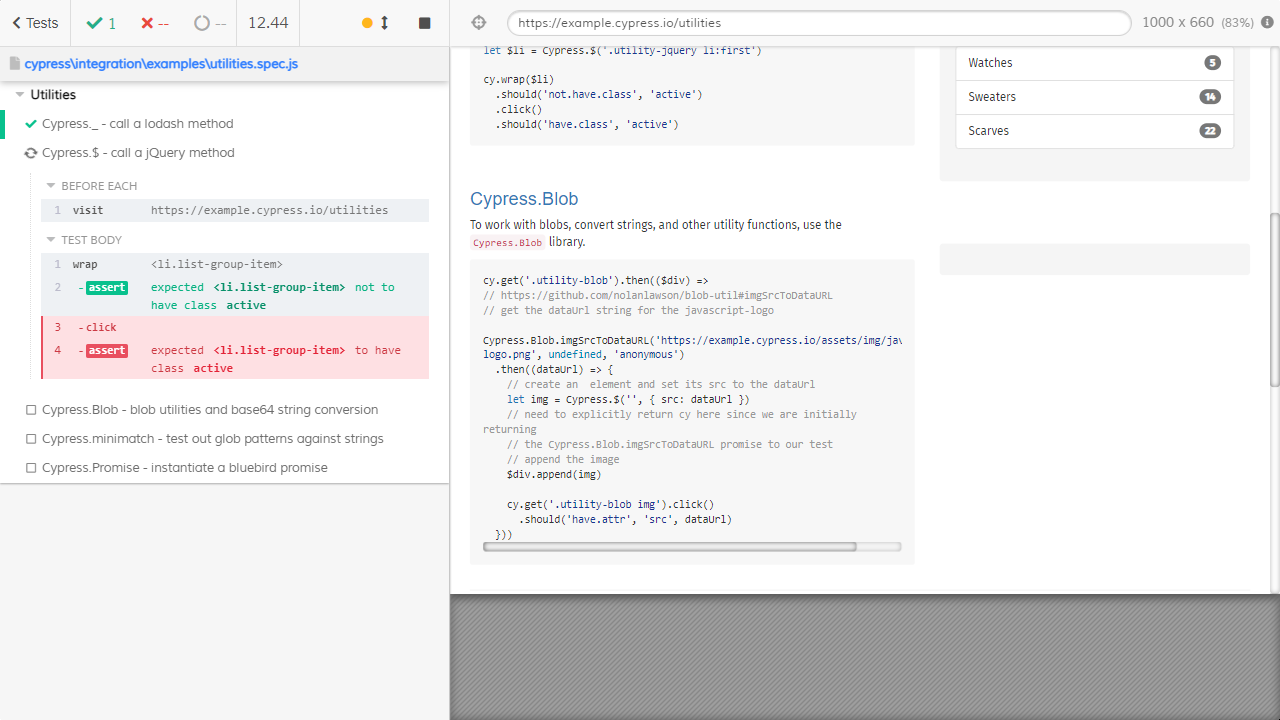 Tests
1
--
--
12.44
https://example.cypress.io/utilities
1000 x 660 (83%)
cypress\integration\examples\utilities.spec.js
Utilities
Cypress._ - call a lodash method
Cypress.$ - call a jQuery method
BEFORE EACH
1 visit https://example.cypress.io/utilities
TEST BODY
1 wrap <li.list-group-item>
2 -assert expected <li.list-group-item> not to
have class active
3 -click
4 -assert expected <li.list-group-item> to have
class active
Cypress.Blob - blob utilities and base64 string conversion
Cypress.minimatch - test out glob patterns against strings
Cypress.Promise - instantiate a bluebird promise
let $li = Cypress.$('.utility-jquery li:first')
cy.wrap($li)
.should('not.have.class', 'active')
.click()
.should('have.class', 'active')
Cypress.Blob
To work with blobs, convert strings, and other utility functions, use the
Cypress.Blob library.
cy.get('.utility-blob').then(($div) =>
// https://github.com/nolanlawson/blob-util#imgSrcToDataURL
// get the dataUrl string for the javascript-logo
Cypress.Blob.imgSrcToDataURL('https://example.cypress.io/assets/img/jav
logo.png', undefined, 'anonymous')
.then((dataUrl) => {
// create an  element and set its src to the dataUrl
let img = Cypress.$('', { src: dataUrl })
// need to explicitly return cy here since we are initially
returning
// the Cypress.Blob.imgSrcToDataURL promise to our test
// append the image
$div.append(img)
cy.get('.utility-blob img').click()
.should('have.attr', 'src', dataUrl)
}))
Watches 5
Sweaters 14
Scarves 22